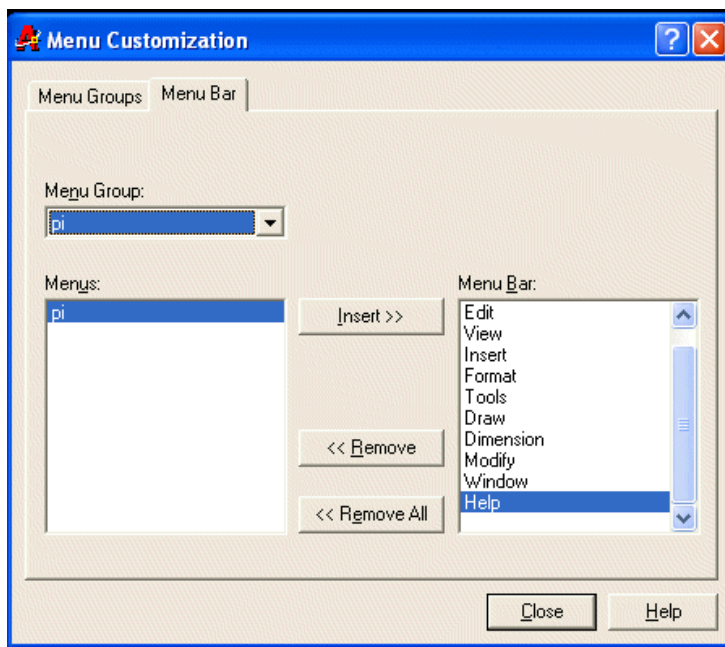 Menu Customization
Menu Groups
Menu Bar
Menu Group:
pi
Menus:
pi
Insert >>
<< Remove
<< Remove All
Menu Bar:
Edit
View
Insert
Format
Tools
Draw
Dimension
Modify
Window
Help
Close
Help